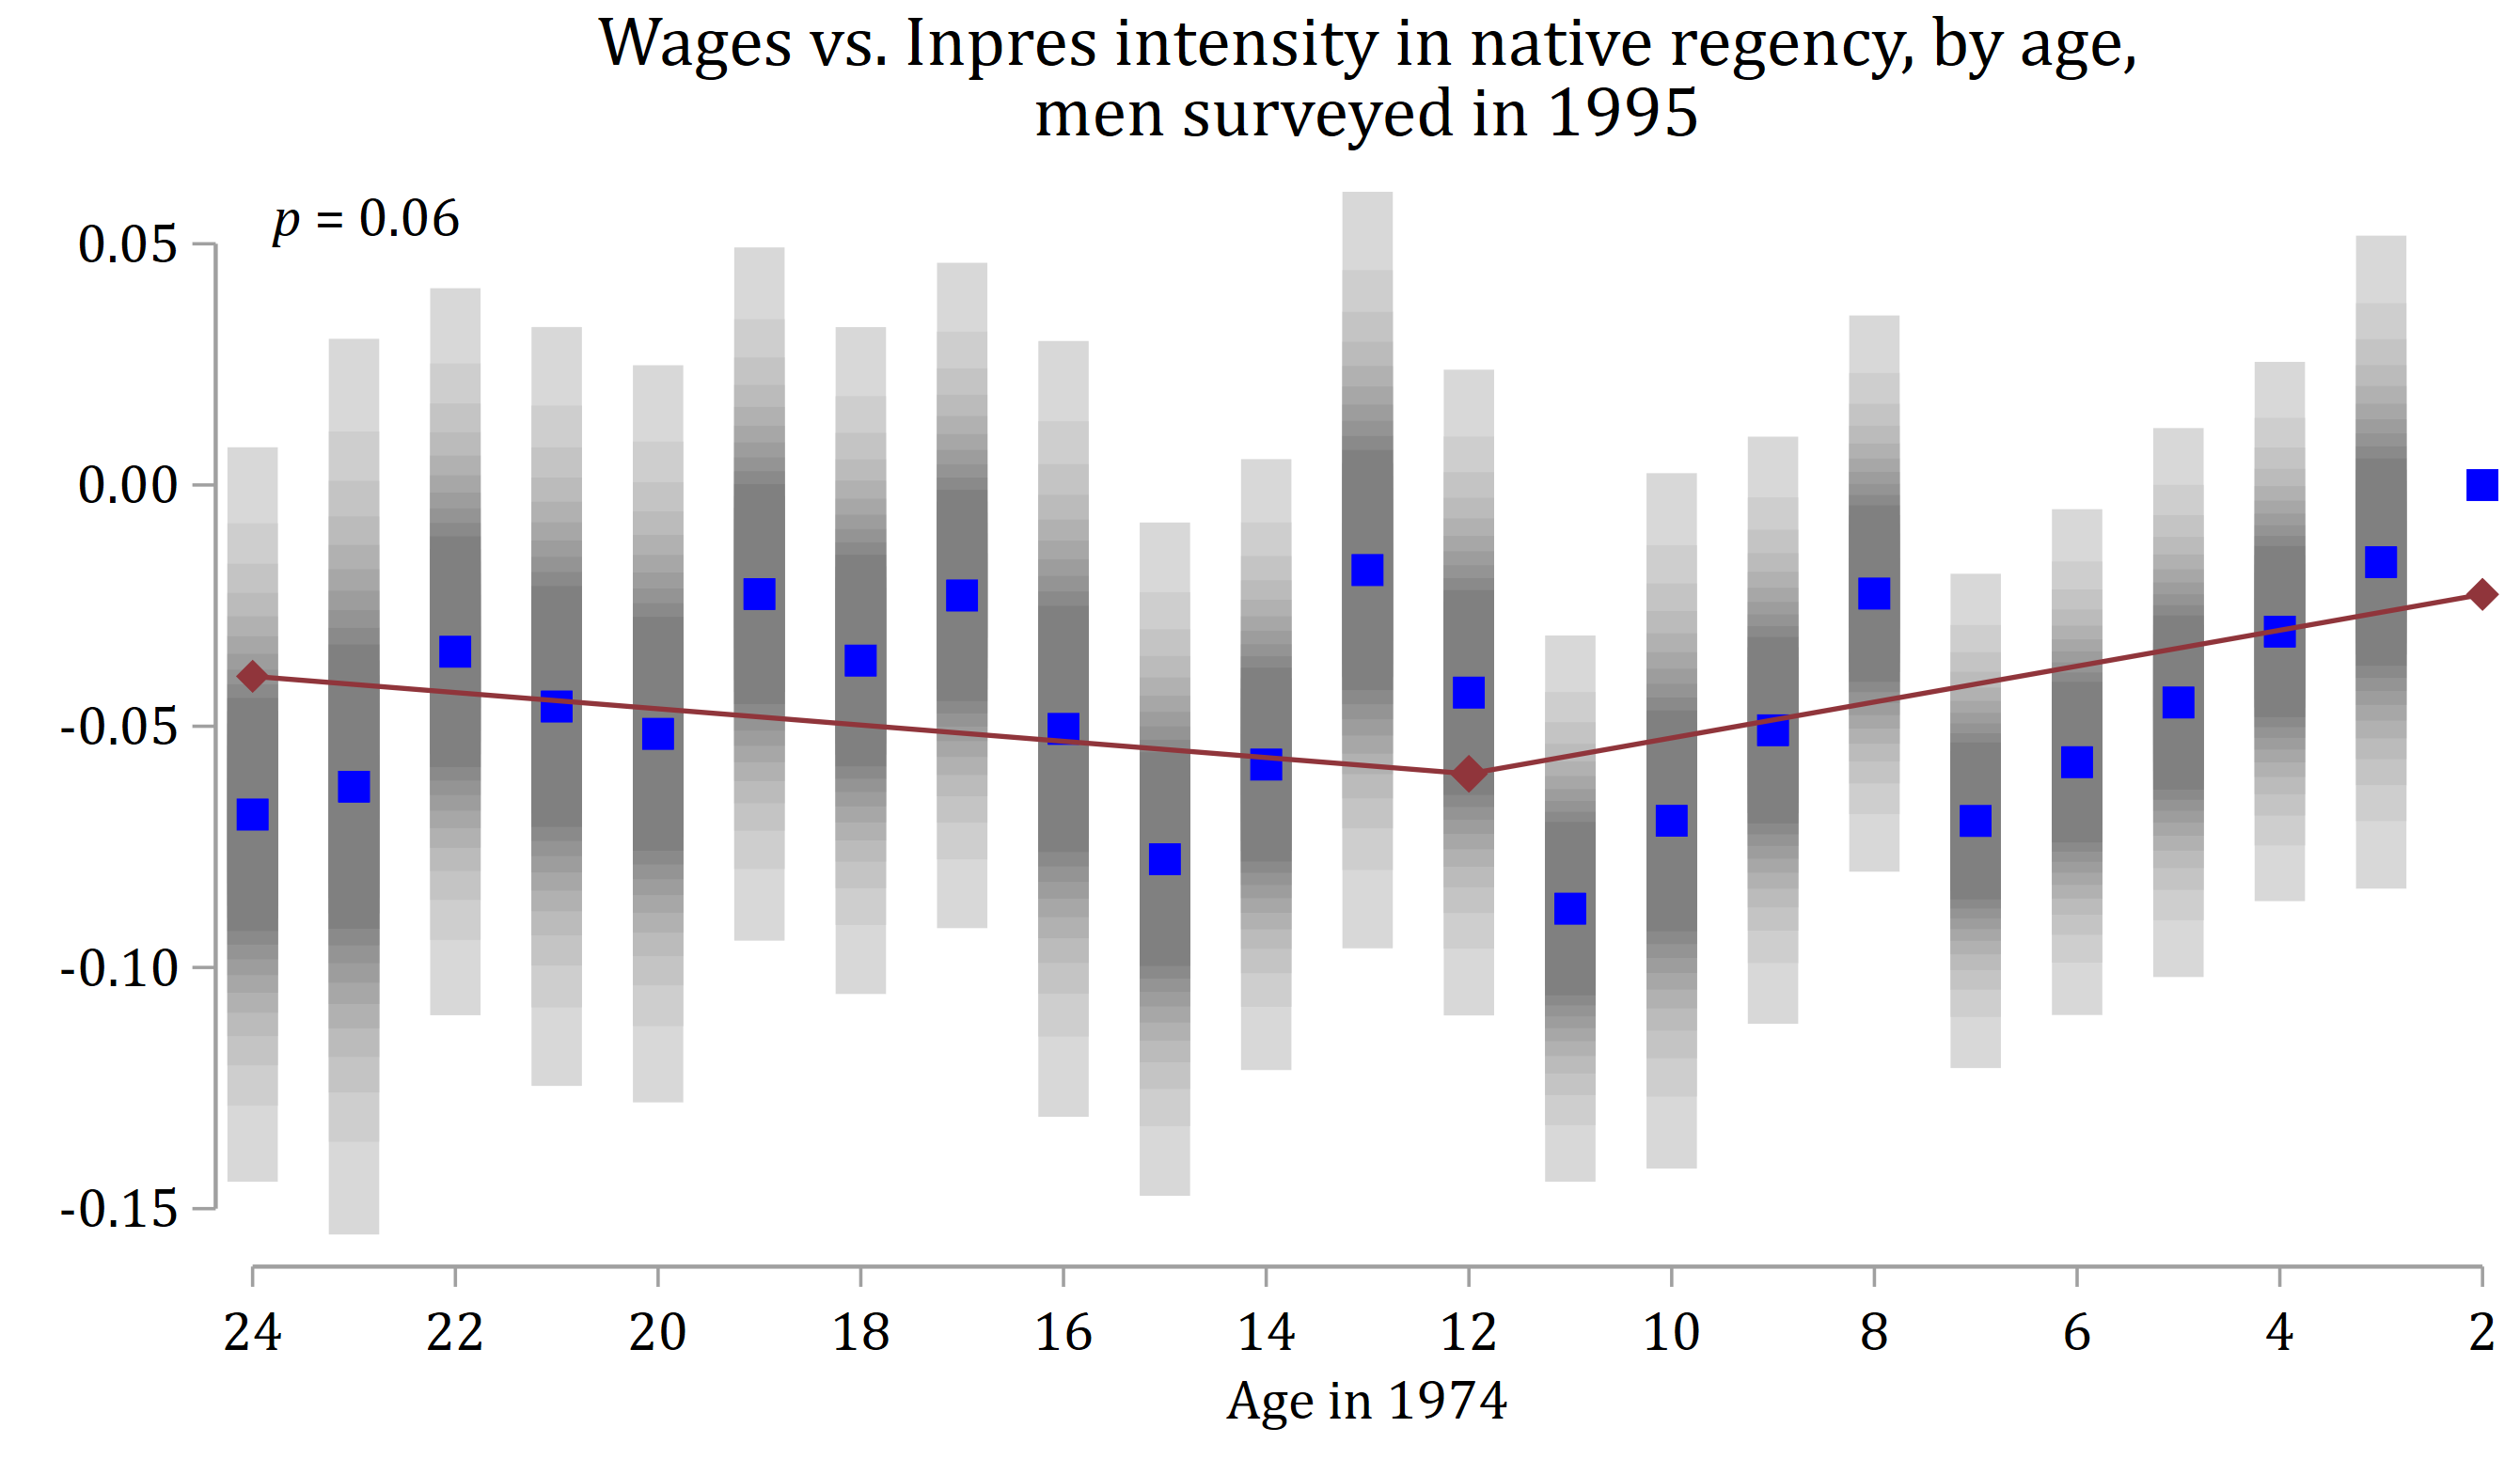 Wages vs. Inpres intensity in native regency, by age,
men surveyed in 1995
p = 0.06
0.05
0.00
-0.05
-0.10
-0.15
24 22 20 18 16 14 12 10 8 6 4 2
Age in 1974